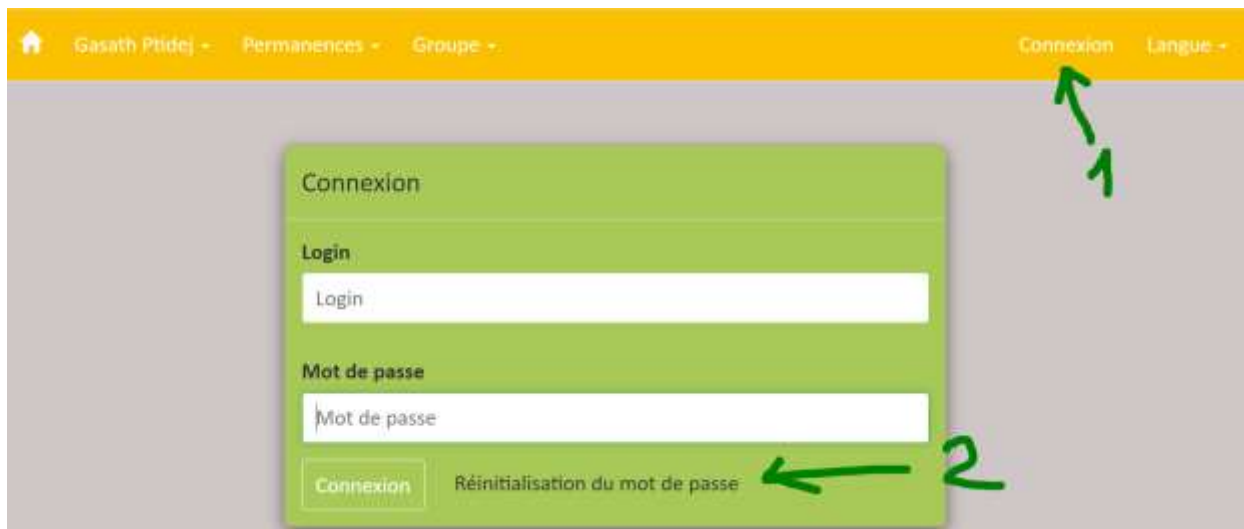 Gasath Ptidej Permanences Groupe Connexion Langue
1
Connexion
Login
Login
Mot de passe
Mot de passe
Connexion Réinitialisation du mot de passe 2